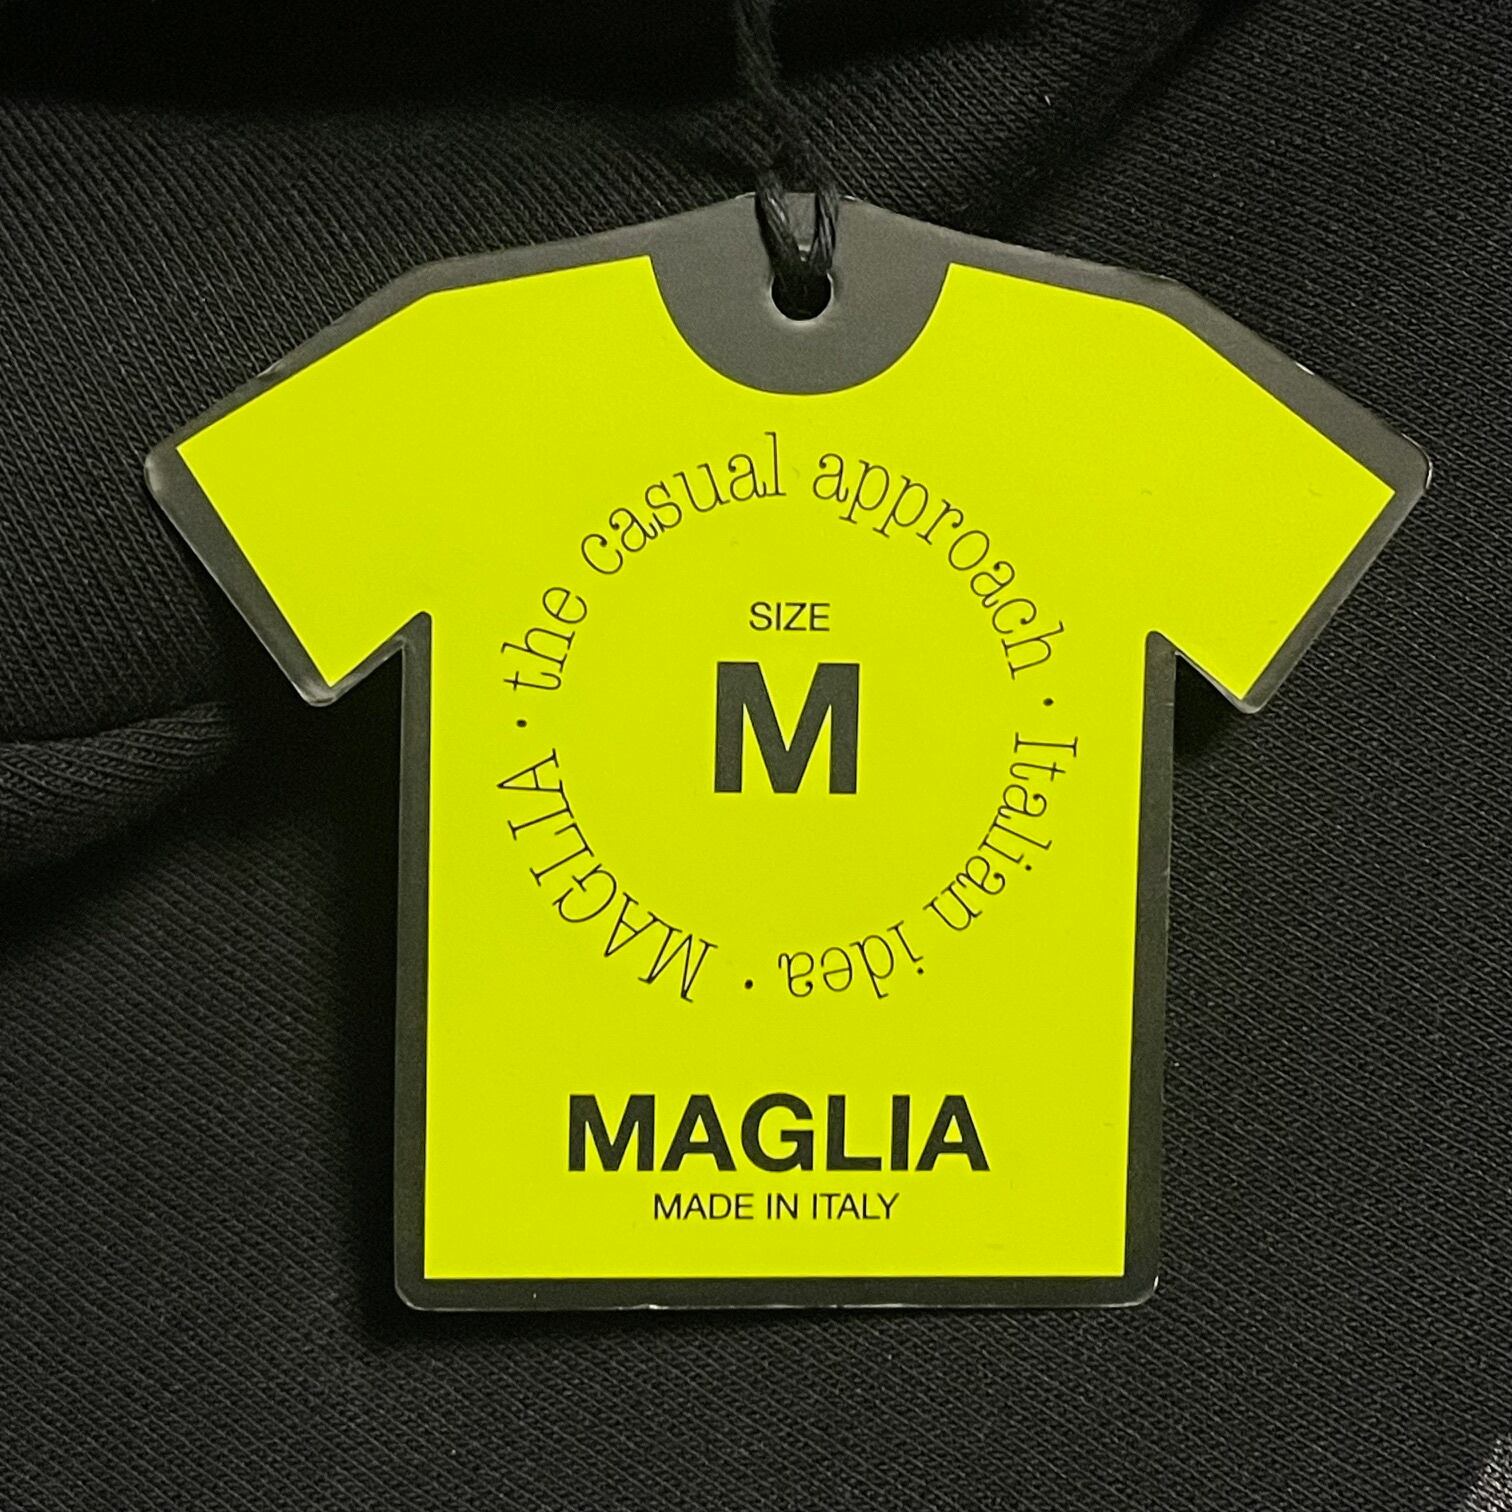 the casual approach · Italian idea · MAGLIA ·
SIZE
M
MAGLIA
MADE IN ITALY